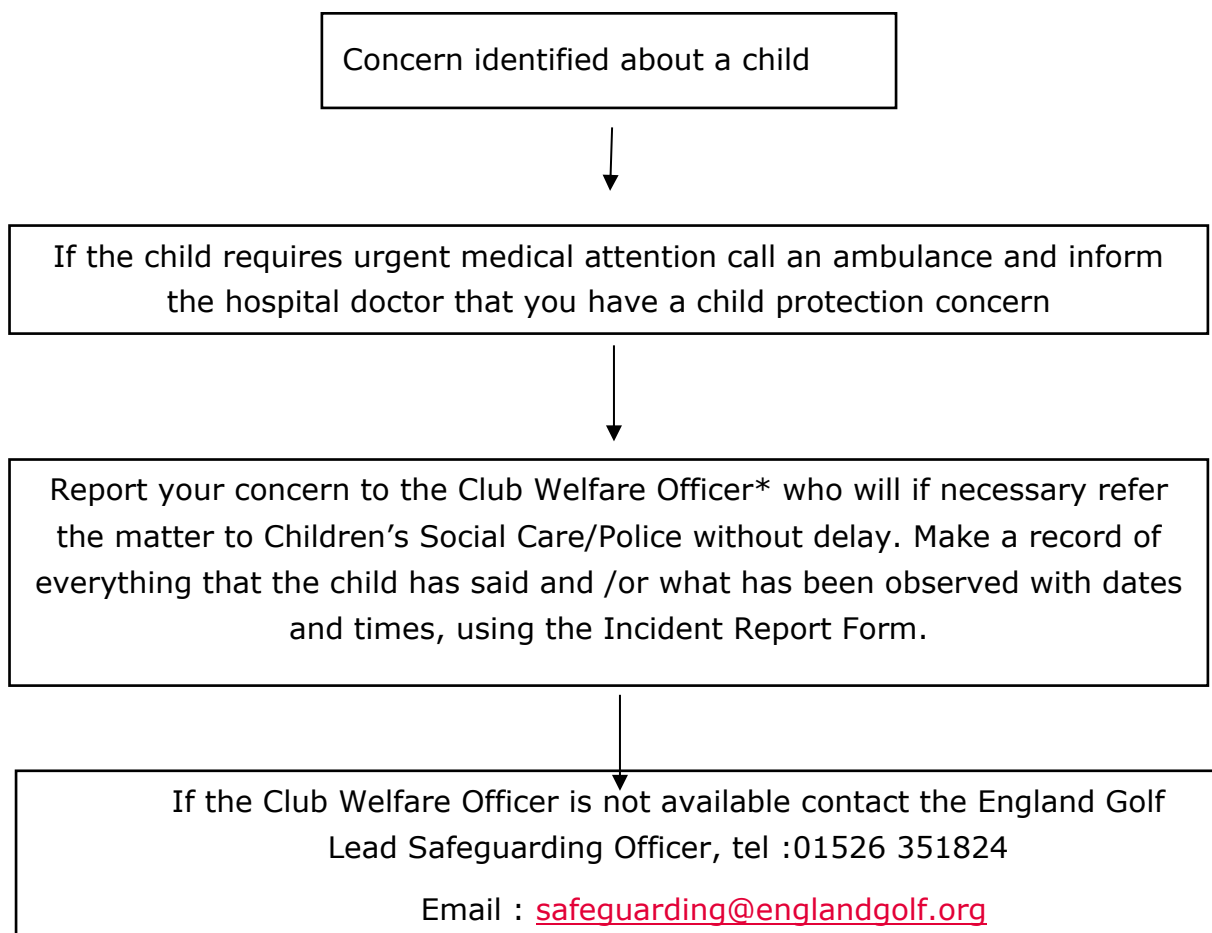 Concern identified about a child
If the child requires urgent medical attention call an ambulance and inform
the hospital doctor that you have a child protection concern
Report your concern to the Club Welfare Officer* who will if necessary refer
the matter to Children’s Social Care/Police without delay. Make a record of
everything that the child has said and /or what has been observed with dates
and times, using the Incident Report Form.
If the Club Welfare Officer is not available contact the England Golf
Lead Safeguarding Officer, tel :01526 351824
Email : safeguarding@englandgolf.org